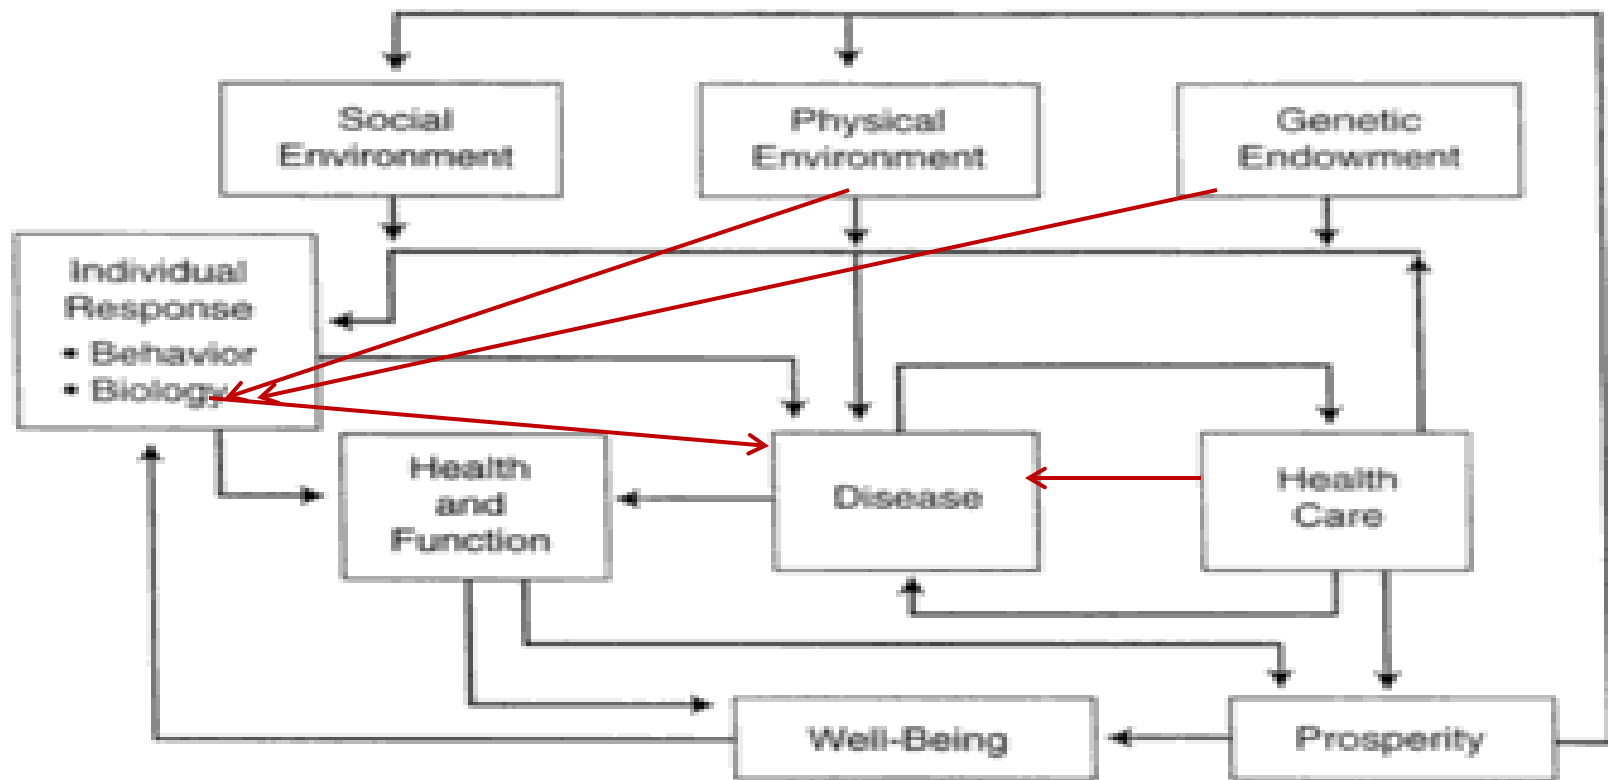 Social
Environment
Physical
Environment
Genetic
Endowment
Individual
Response
• Behavior
• Biology
Health
and
Function
Disease
Health
Care
Well-Being
Prosperity